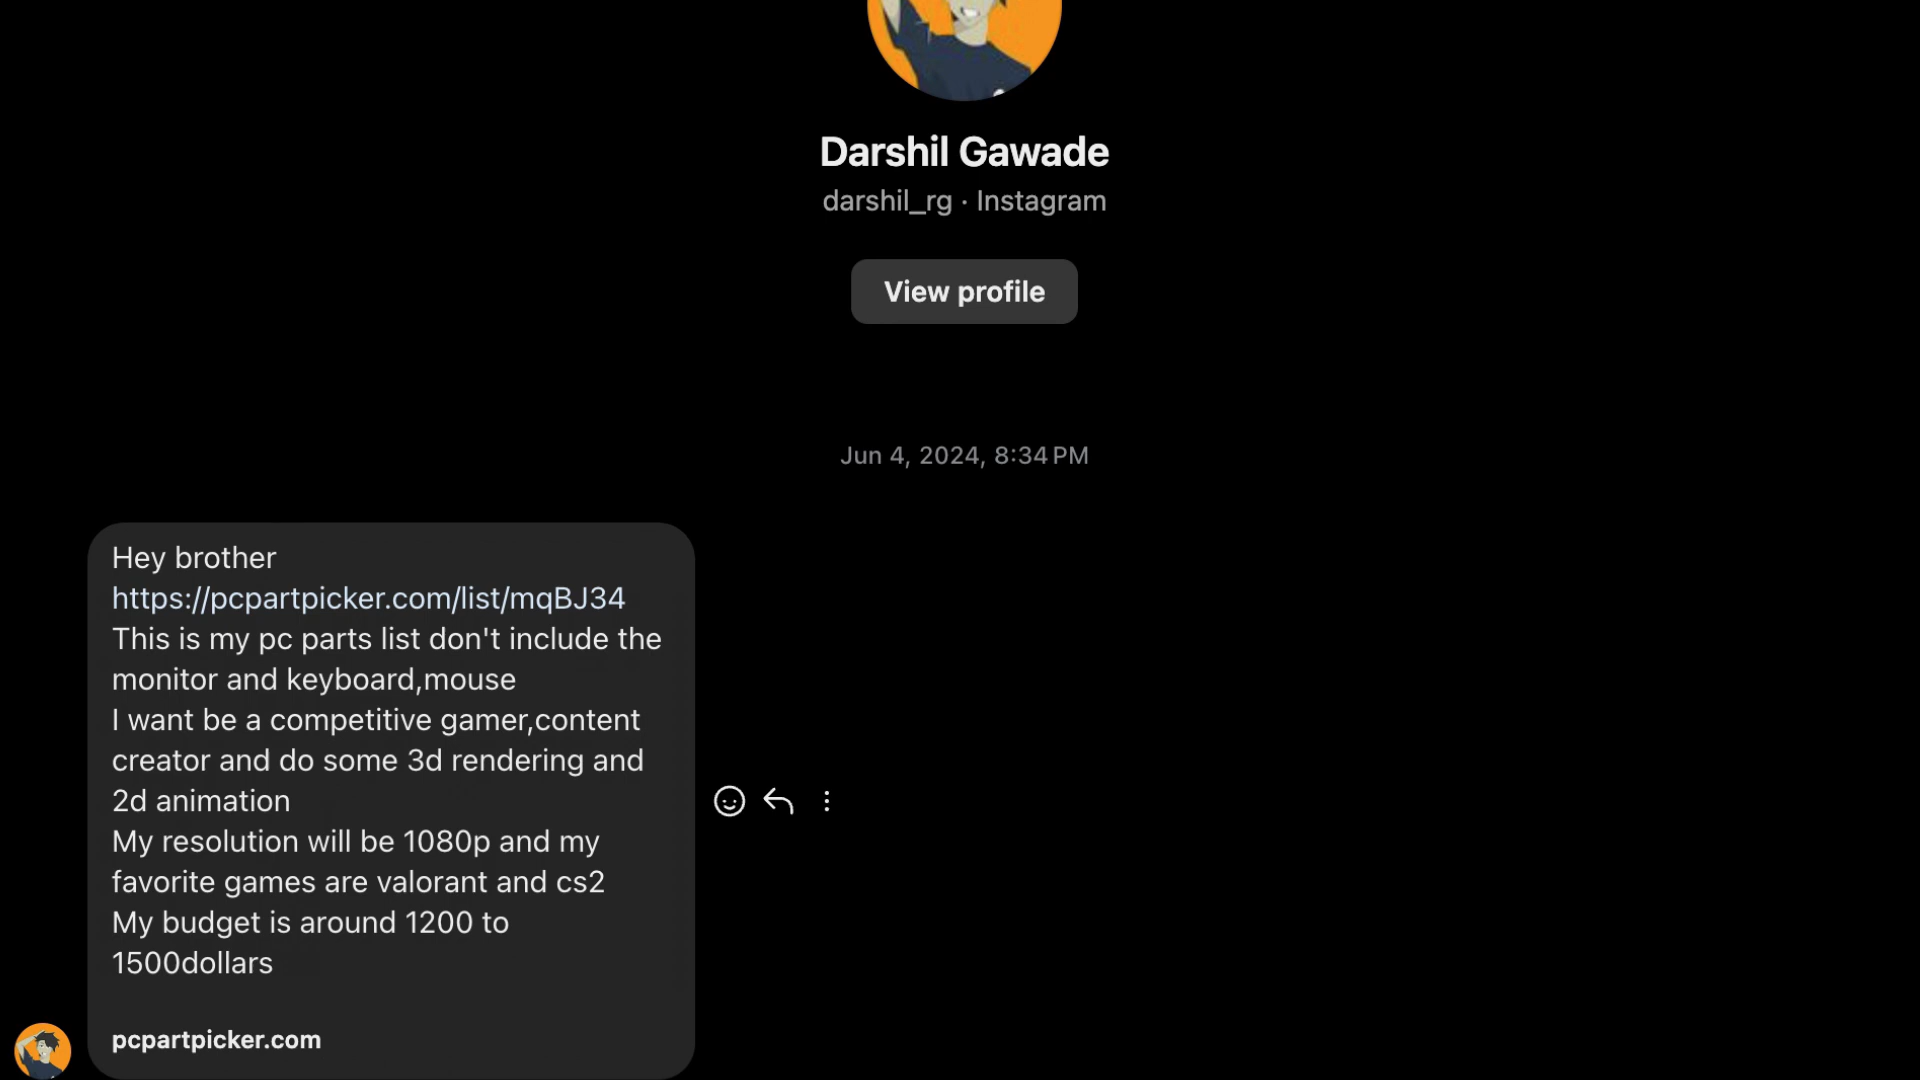 Darshil Gawade
darshil_rg · Instagram
View profile
Jun 4, 2024, 8:34 PM
Hey brother
https://pcpartpicker.com/list/mqBJ34
This is my pc parts list don't include the
monitor and keyboard,mouse
I want be a competitive gamer,content
creator and do some 3d rendering and
2d animation
My resolution will be 1080p and my
favorite games are valorant and cs2
My budget is around 1200 to
1500dollars
pcpartpicker.com